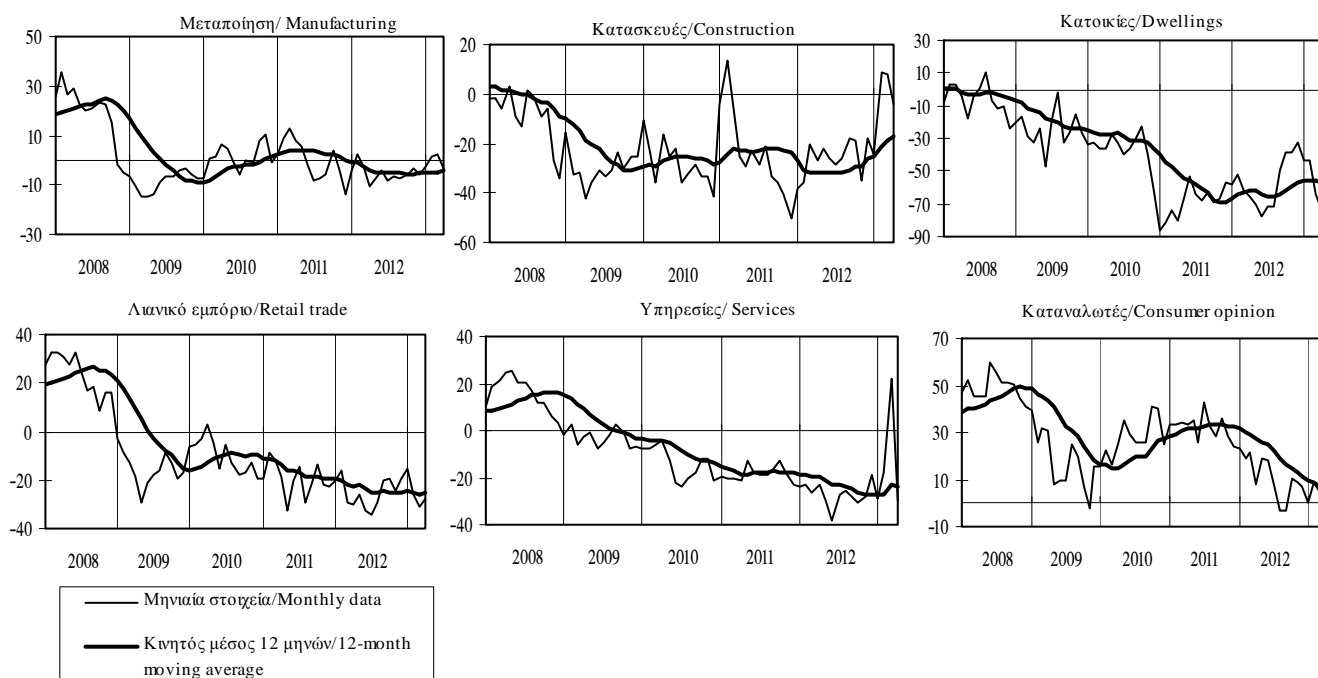 Μεταποίηση/ Manufacturing
50
30
10
-10
-30
2008 2009 2010 2011 2012
Κατασκευές/Construction
20
0
-20
-40
-60
2008 2009 2010 2011 2012
Κατοικίες/Dwellings
30
10
-10
-30
-50
-70
-90
2008 2009 2010 2011 2012
Λιανικό εμπόριο/Retail trade
40
20
0
-20
-40
2008 2009 2010 2011 2012
Υπηρεσίες/ Services
40
20
0
-20
-40
2008 2009 2010 2011 2012
Καταναλωτές/Consumer opinion
70
50
30
10
-10
2008 2009 2010 2011 2012
Μηνιαία στοιχεία/Monthly data
Κινητός μέσος 12 μηνών/12-month
moving average